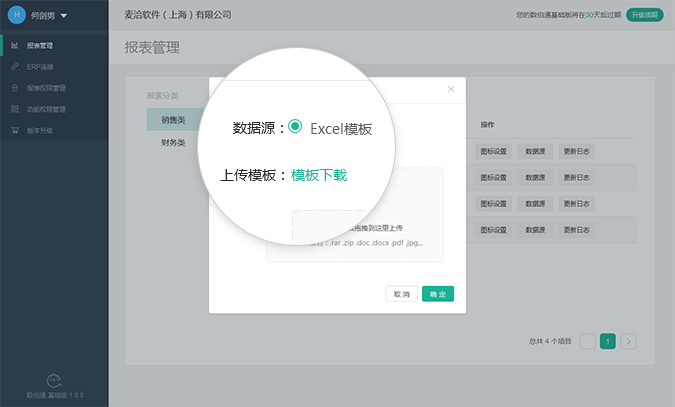 H 何剑男
麦洽软件（上海）有限公司
您的数伯通基础版将在30天后过期 升级续期
报表管理
ERP连接
报表权限管理
功能权限管理
版本升级
数伯通 基础版 1.0.0
报表管理
报表分类
销售类
财务类
操作
图标设置 数据源 更新日志
图标设置 数据源 更新日志
图标设置 数据源 更新日志
图标设置 数据源 更新日志
总共 4 个项目 1
数据源： Excel模板
上传模板： 模板下载
拖拽到这里上传
.rar .zip .doc .docx .pdf .jpg...
取 消 确 定